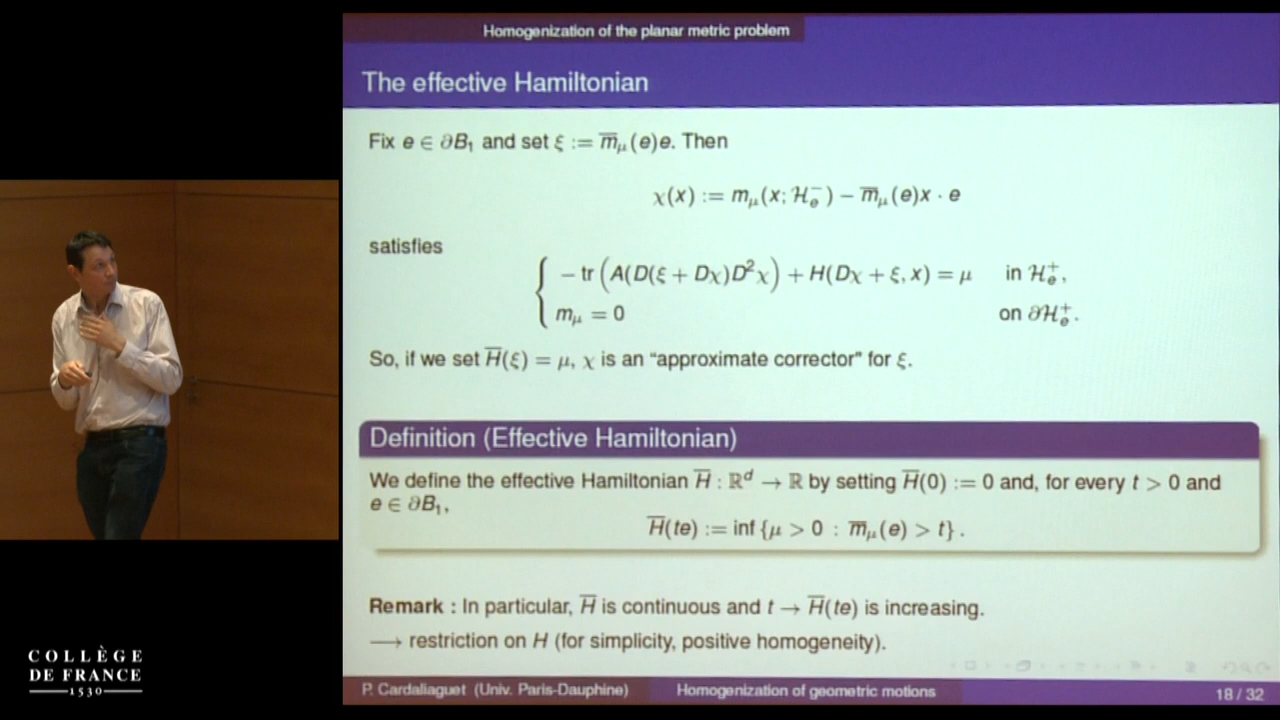 Homogenization of the planar metric problem
The effective Hamiltonian
Fix e ∈ ∂B₁ and set ξ := m̅_μ(e)e. Then
χ(x) := m_μ(x; ℋ_e⁻) − m̅_μ(e)x · e
satisfies
{ − tr (A(D(ξ + Dχ)D²χ) + H(Dχ + ξ, x) = μ in ℋ_e⁺,
m_μ = 0 on ∂ℋ_e⁺.
So, if we set H̅(ξ) = μ, χ is an “approximate corrector” for ξ.
Definition (Effective Hamiltonian)
We define the effective Hamiltonian H̅ : ℝᵈ → ℝ by setting H̅(0) := 0 and, for every t > 0 and
e ∈ ∂B₁,
H̅(te) := inf {μ > 0 : m̅_μ(e) > t} .
Remark : In particular, H̅ is continuous and t → H̅(te) is increasing.
⟶ restriction on H (for simplicity, positive homogeneity).
P. Cardaliaguet (Univ. Paris-Dauphine) Homogenization of geometric motions 18 / 32
COLLÈGE
DE FRANCE
1530